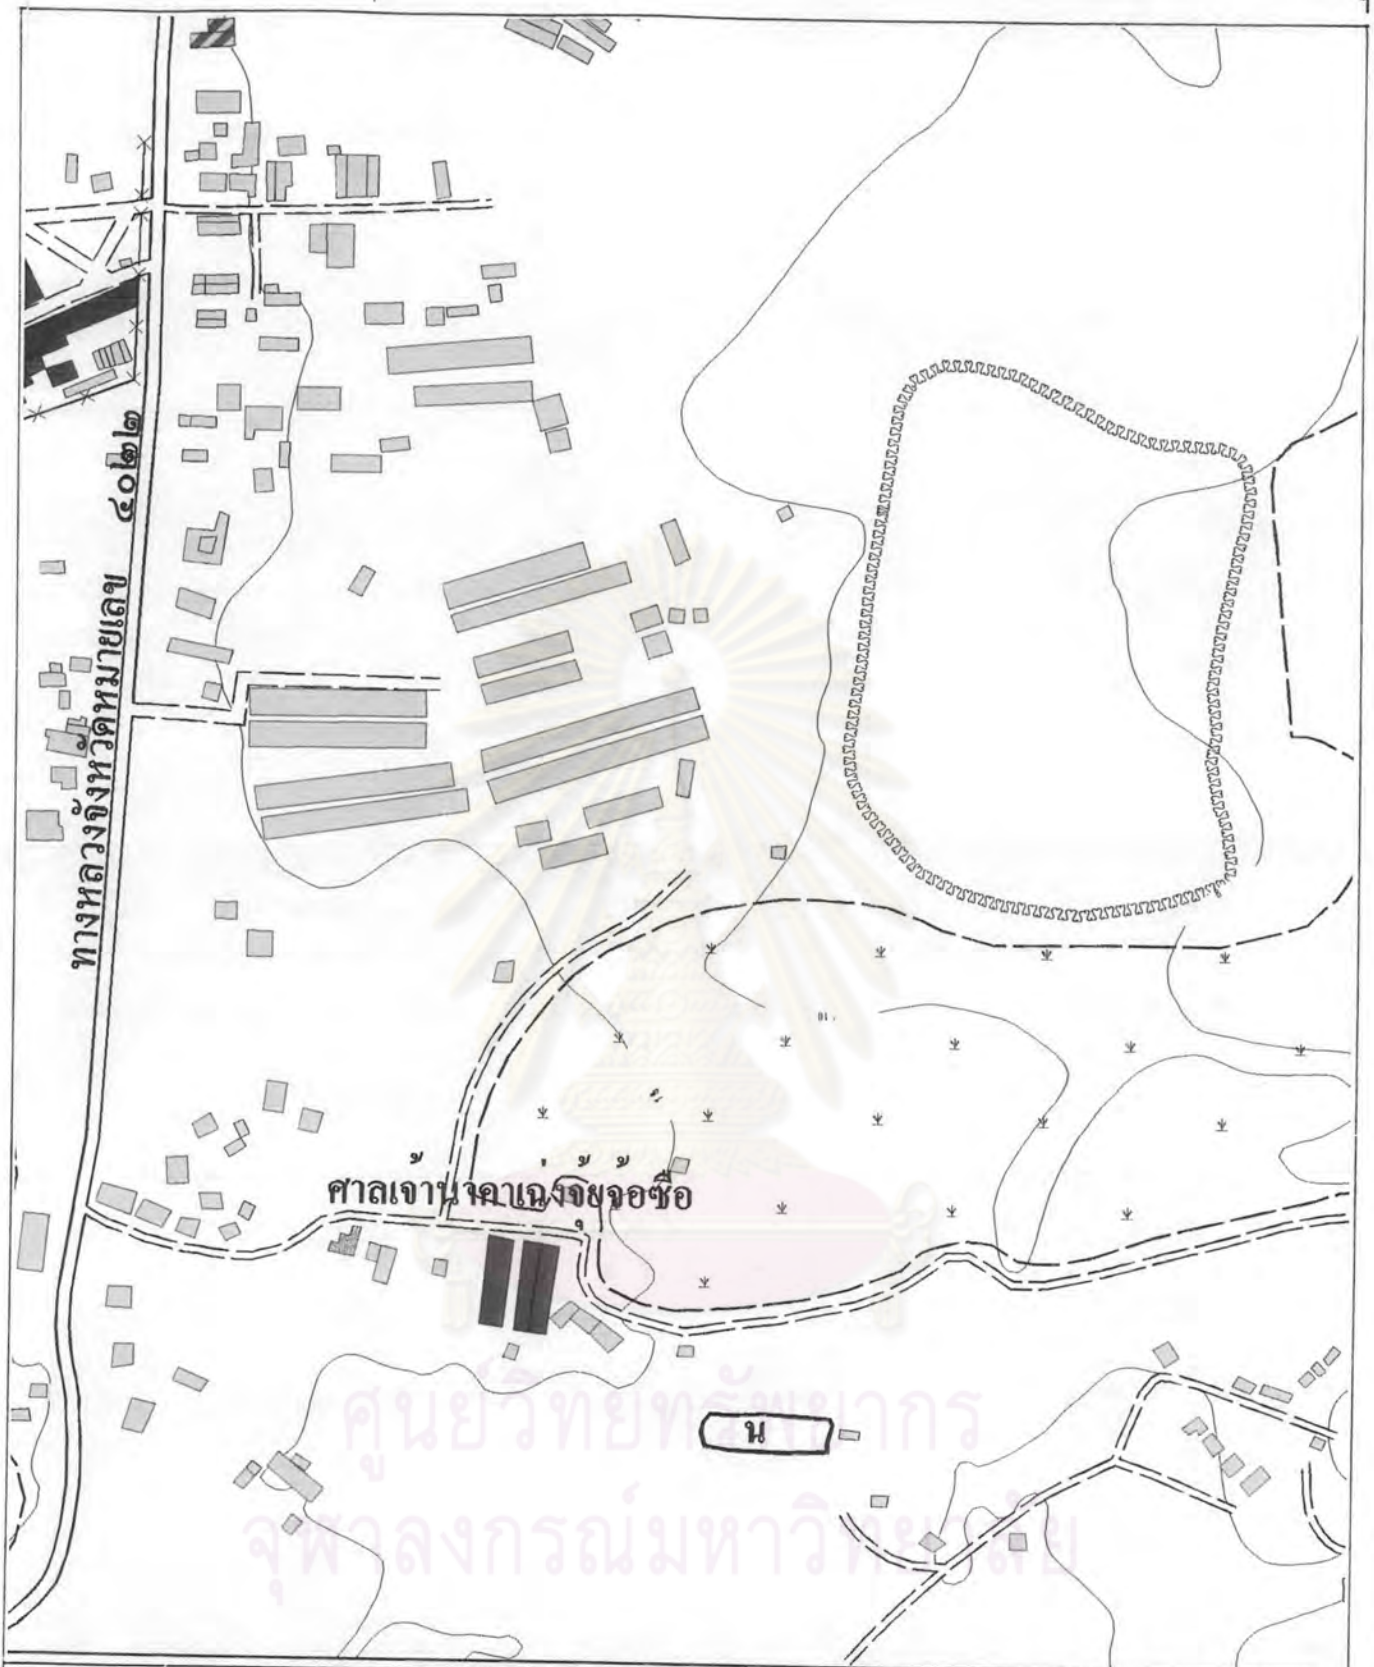 ทางหลวงจังหวัดหมายเลข ๔๐๒๒
ศาลเจ้านาคาเฉ่งจุ้ยจ้อซื่อ
น
ศูนย์วิทยทรัพยากร
จุฬาลงกรณ์มหาวิทยาลัย